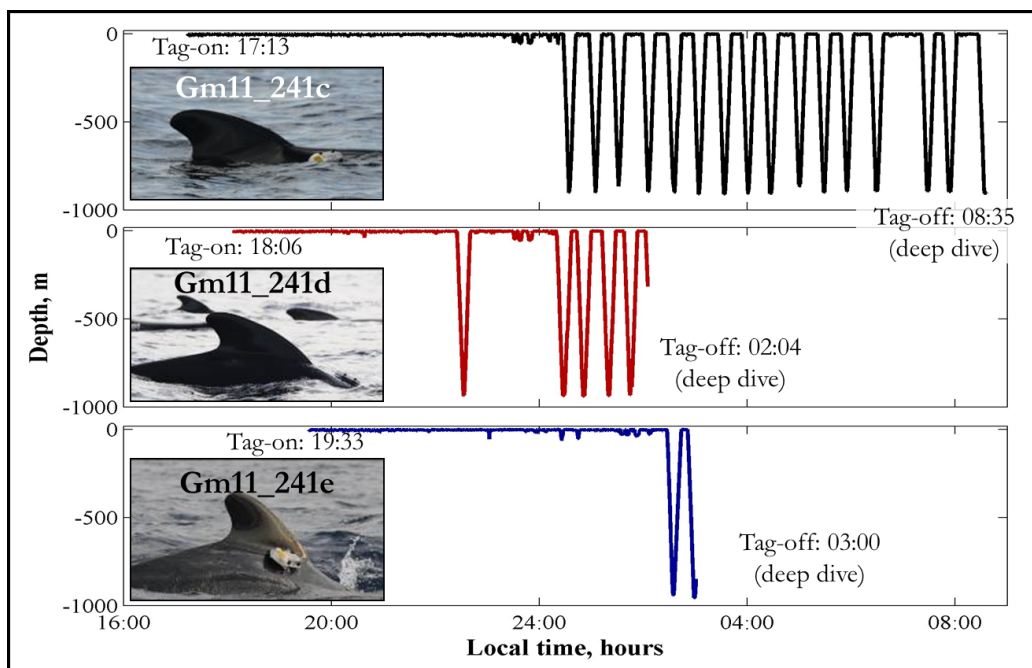 Tag-on: 17:13
Gm11_241c
0
-500
-1000
Tag-off: 08:35
(deep dive)
Tag-on: 18:06
Gm11_241d
0
-500
-1000
Tag-off: 02:04
(deep dive)
Depth, m
Tag-on: 19:33
Gm11_241e
0
-500
-1000
Tag-off: 03:00
(deep dive)
16:00 20:00 24:00 04:00 08:00
Local time, hours